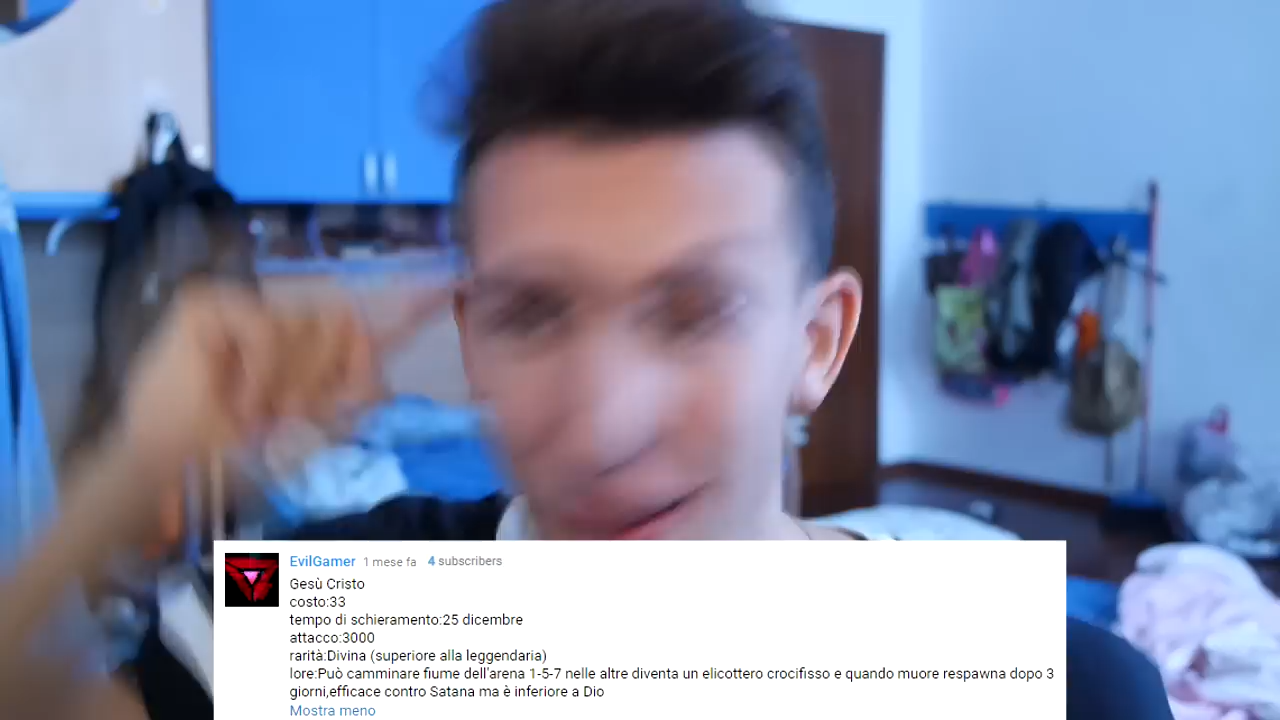 EvilGamer 1 mese fa 4 subscribers
Gesù Cristo
costo:33
tempo di schieramento:25 dicembre
attacco:3000
rarità:Divina (superiore alla leggendaria)
lore:Può camminare fiume dell'arena 1-5-7 nelle altre diventa un elicottero crocifisso e quando muore respawna dopo 3
giorni,efficace contro Satana ma è inferiore a Dio
Mostra meno